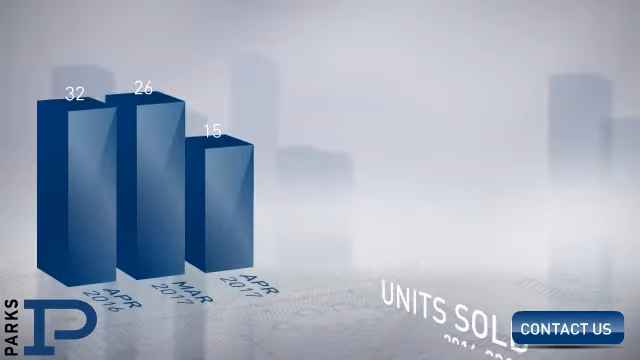 32
26
15
APR
2016
MAR
2017
APR
2017
UNITS SOLD
CONTACT US
PARKS
P